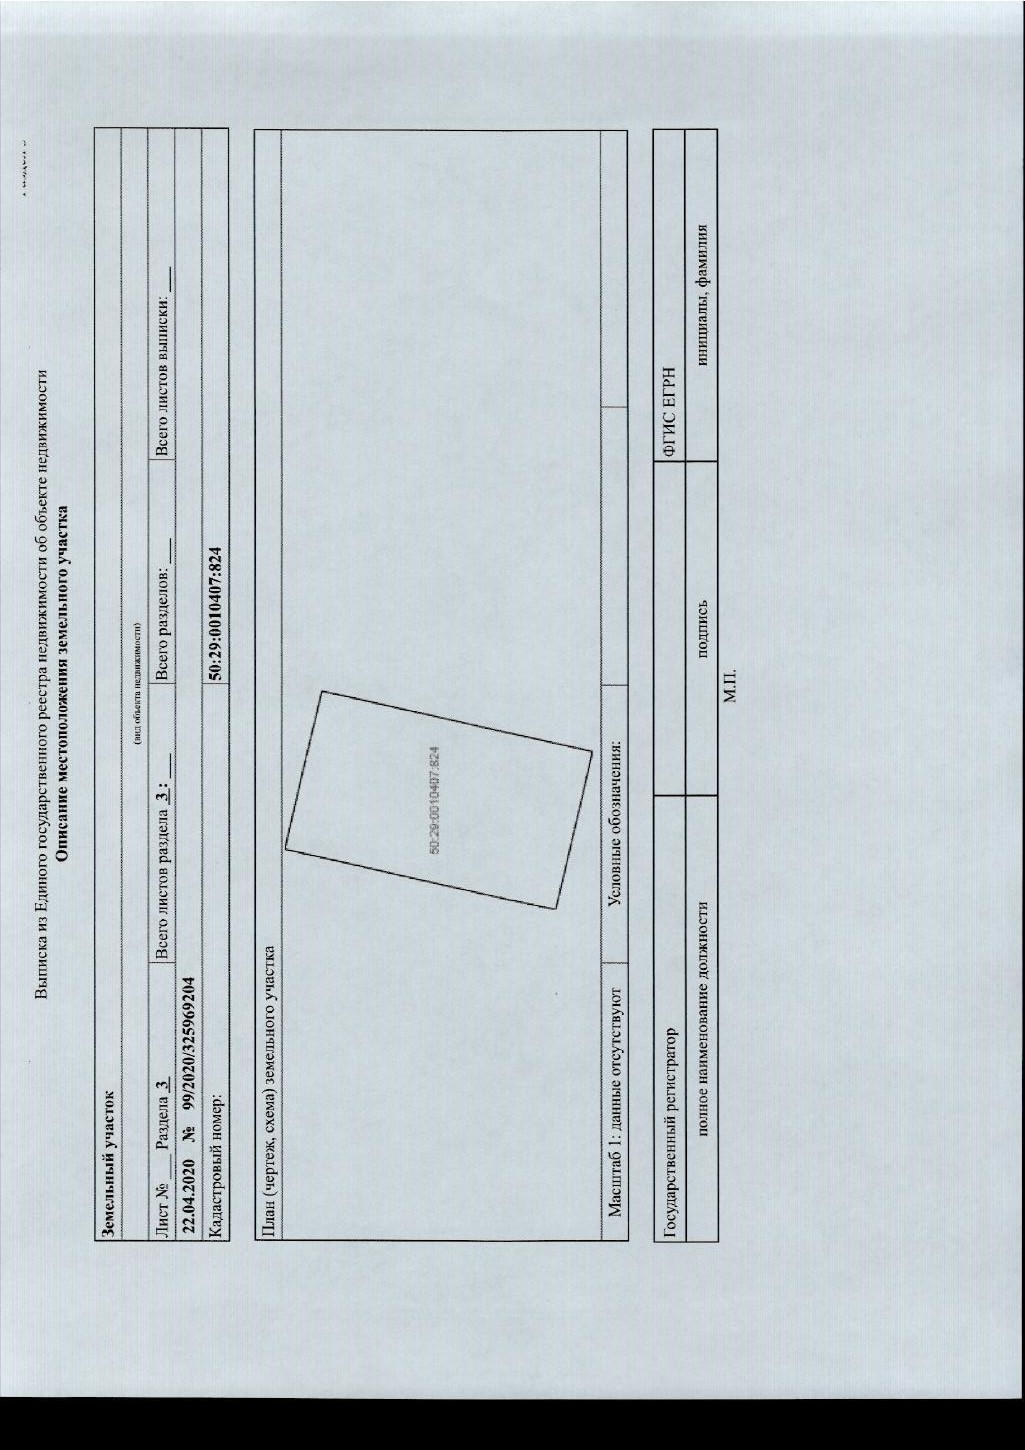 Выписка из Единого государственного реестра недвижимости об объекте недвижимости
Описание местоположения земельного участка
Земельный участок
(вид объекта недвижимости)
Лист № ___ Раздела 3
Всего листов раздела 3 : ___
Всего разделов: ___
Всего листов выписки: ___
22.04.2020 № 99/2020/325969204
Кадастровый номер:
50:29:0010407:824
План (чертеж, схема) земельного участка
50:29:0010407:824
Масштаб 1: данные отсутствуют
Условные обозначения:
Государственный регистратор
ФГИС ЕГРН
полное наименование должности
подпись
инициалы, фамилия
М.П.